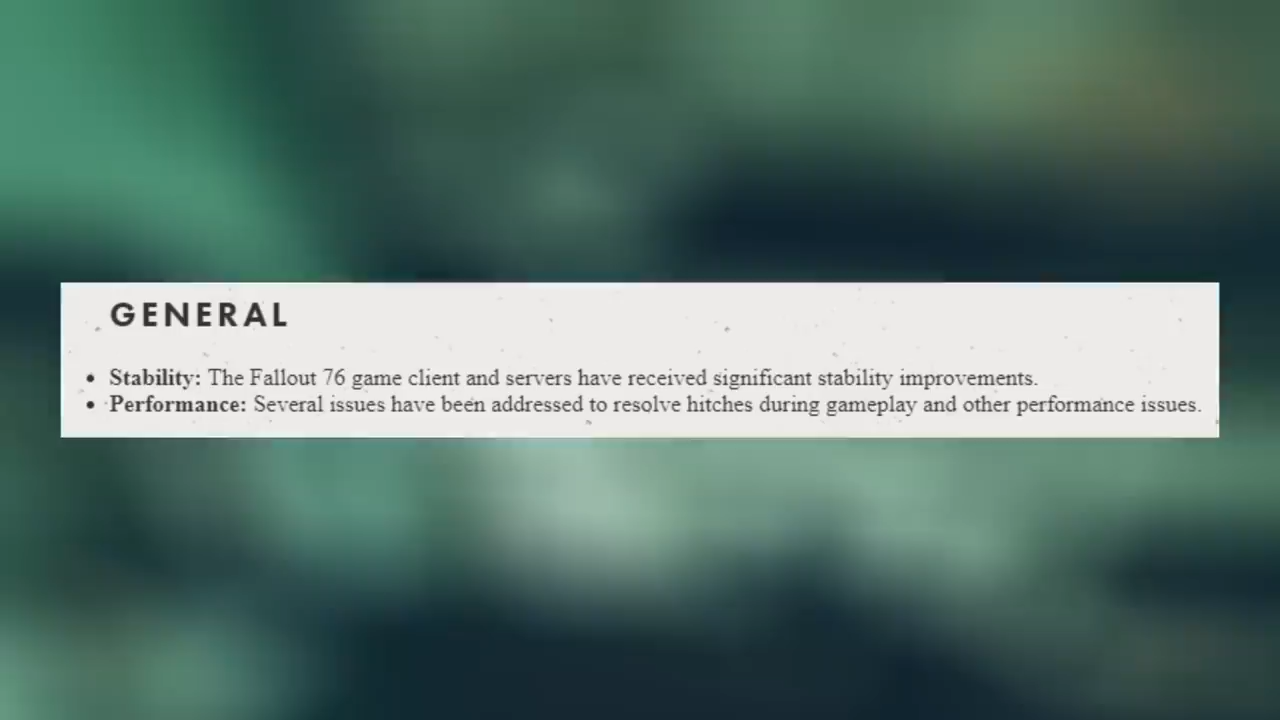 GENERAL
• Stability: The Fallout 76 game client and servers have received significant stability improvements.
• Performance: Several issues have been addressed to resolve hitches during gameplay and other performance issues.